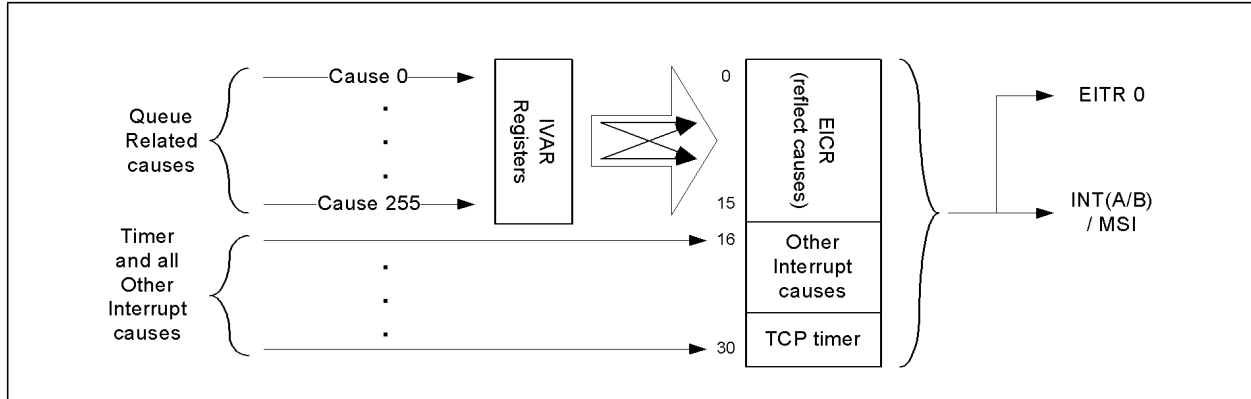 Queue
Related
causes
Cause 0
Cause 255
IVAR
Registers
0
15
16
30
EICR
(reflect causes)
Other
Interrupt
causes
TCP timer
EITR 0
INT(A/B)
/ MSI
Timer
and all
Other
Interrupt
causes